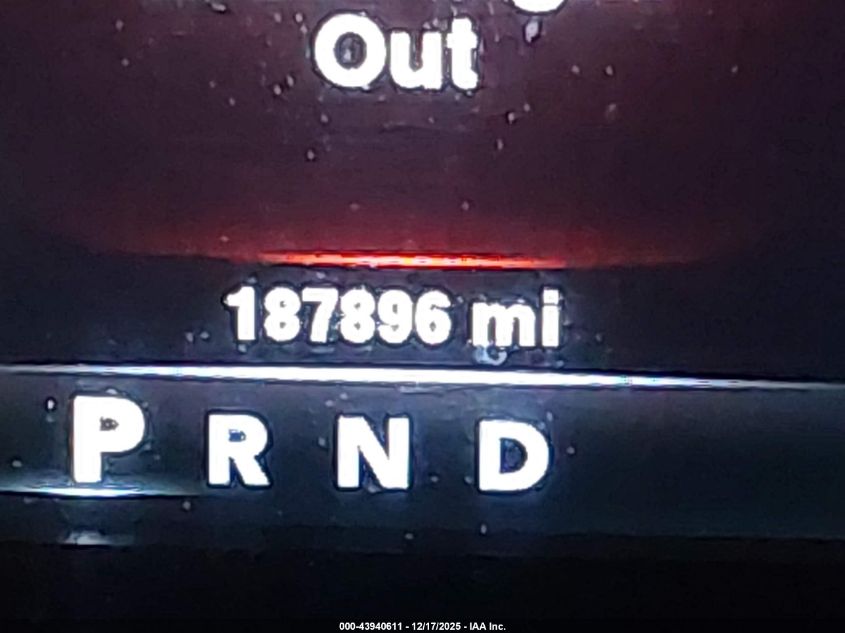 Out
187896 mi
P R N D
000-43940611 - 12/17/2025 - IAA Inc.